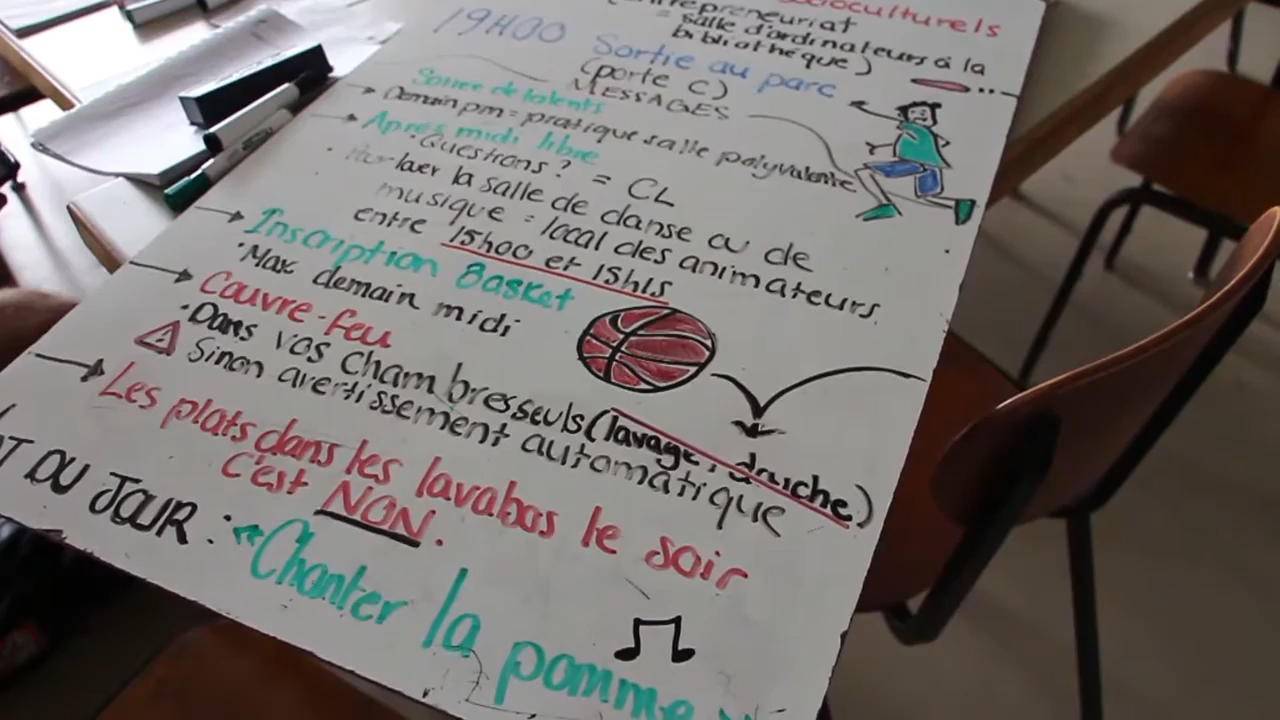 socioculturels
entrepreneuriat
= salle d'ordinateurs à la
bibliothèque)
19H00 Sortie au parc
(porte C)
MESSAGES
Soirée de talents
Demain pm = pratique salle polyvalente
Après midi libre
• Questions? = CL
• Pour louer la salle de danse ou de
musique = local des animateurs
entre 15h00 et 15h15
Inscription Basket
• Max demain midi
Couvre-feu
• Dans vos chambres seuls (lavage, douche)
Sinon avertissement automatique
Les plats dans les lavabos le soir
c'est NON.
DU JOUR :
"Chanter la pomme"